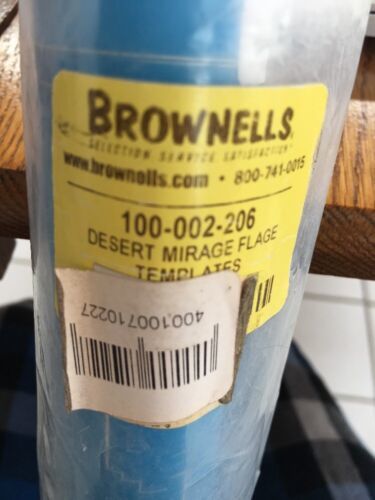 BROWNELLS
SELECTION SERVICE SATISFACTION
www.brownells.com • 800-741-0015
100-002-206
DESERT MIRAGE FLAGE
TEMPLATES
400100710227